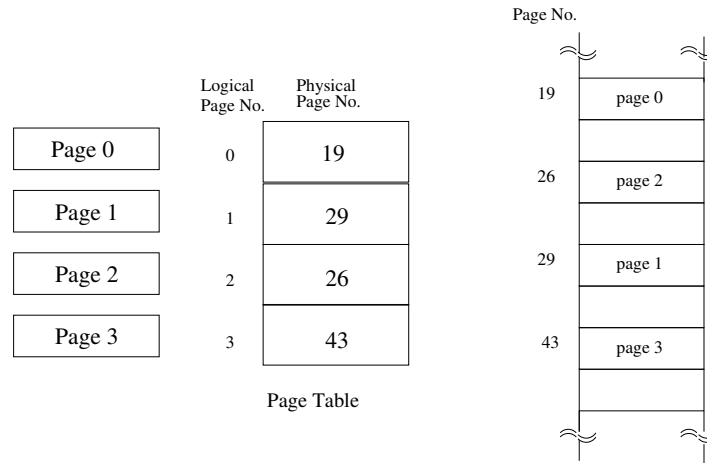 Page 0
Page 1
Page 2
Page 3
Logical
Page No.
Physical
Page No.
0
19
1
29
2
26
3
43
Page Table
Page No.
19
page 0
26
page 2
29
page 1
43
page 3